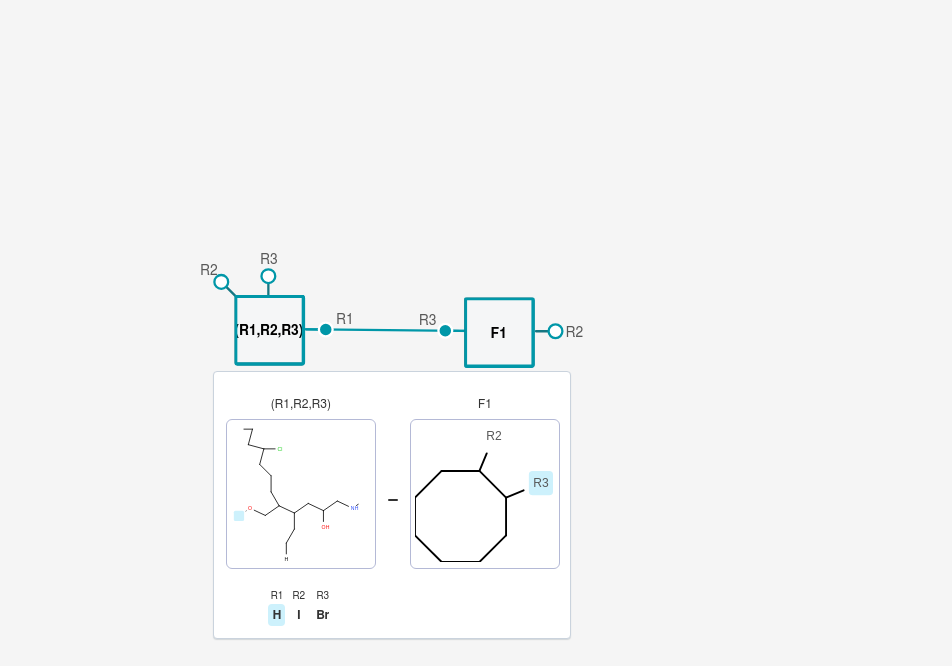 R3
R2
R1
R3
(R1,R2,R3)
F1
R2
(R1,R2,R3)
F1
Cl
O
OH
H
R2
R3
R1 R2 R3
H I Br